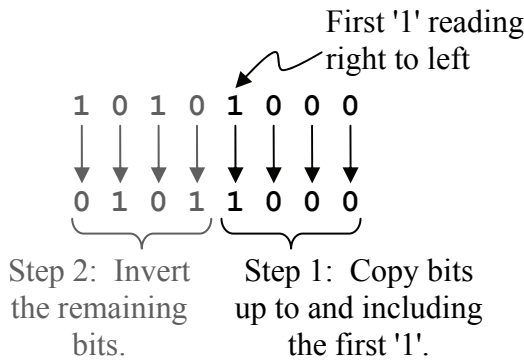 First '1' reading
right to left
1 0 1 0 1 0 0 0
0 1 0 1 1 0 0 0
Step 2: Invert
the remaining
bits.
Step 1: Copy bits
up to and including
the first '1'.